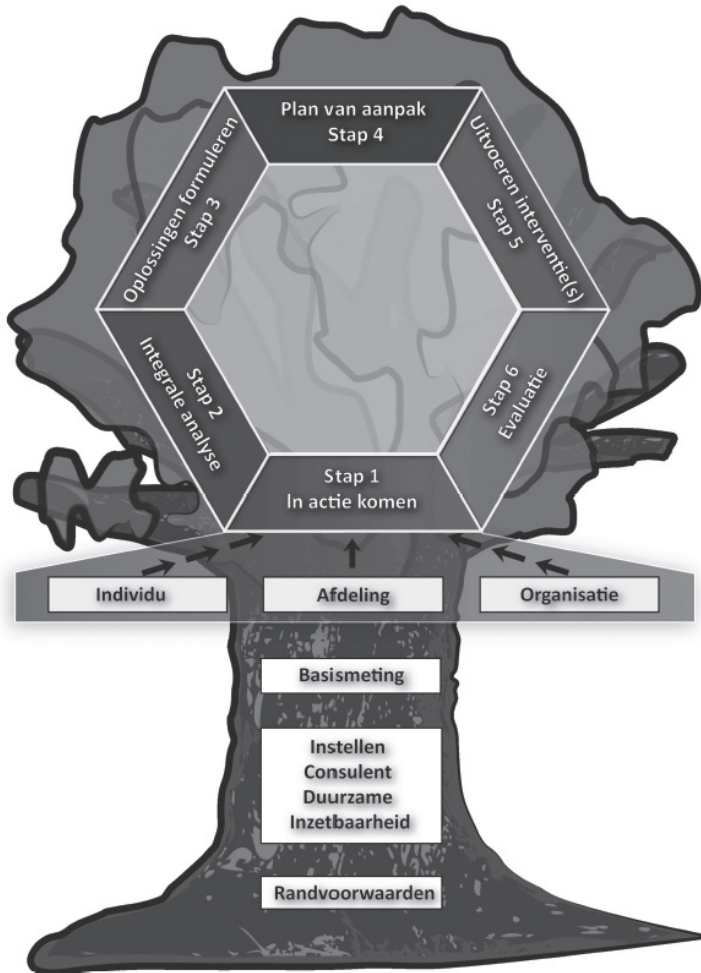 Plan van aanpak
Stap 4
Oplossingen formuleren
Stap 3
Uitvoeren interventie(s)
Stap 5
Stap 2
Integrale analyse
Stap 6
Evaluatie
Stap 1
In actie komen
Individu
Afdeling
Organisatie
Basismeting
Instellen
Consulent
Duurzame
Inzetbaarheid
Randvoorwaarden